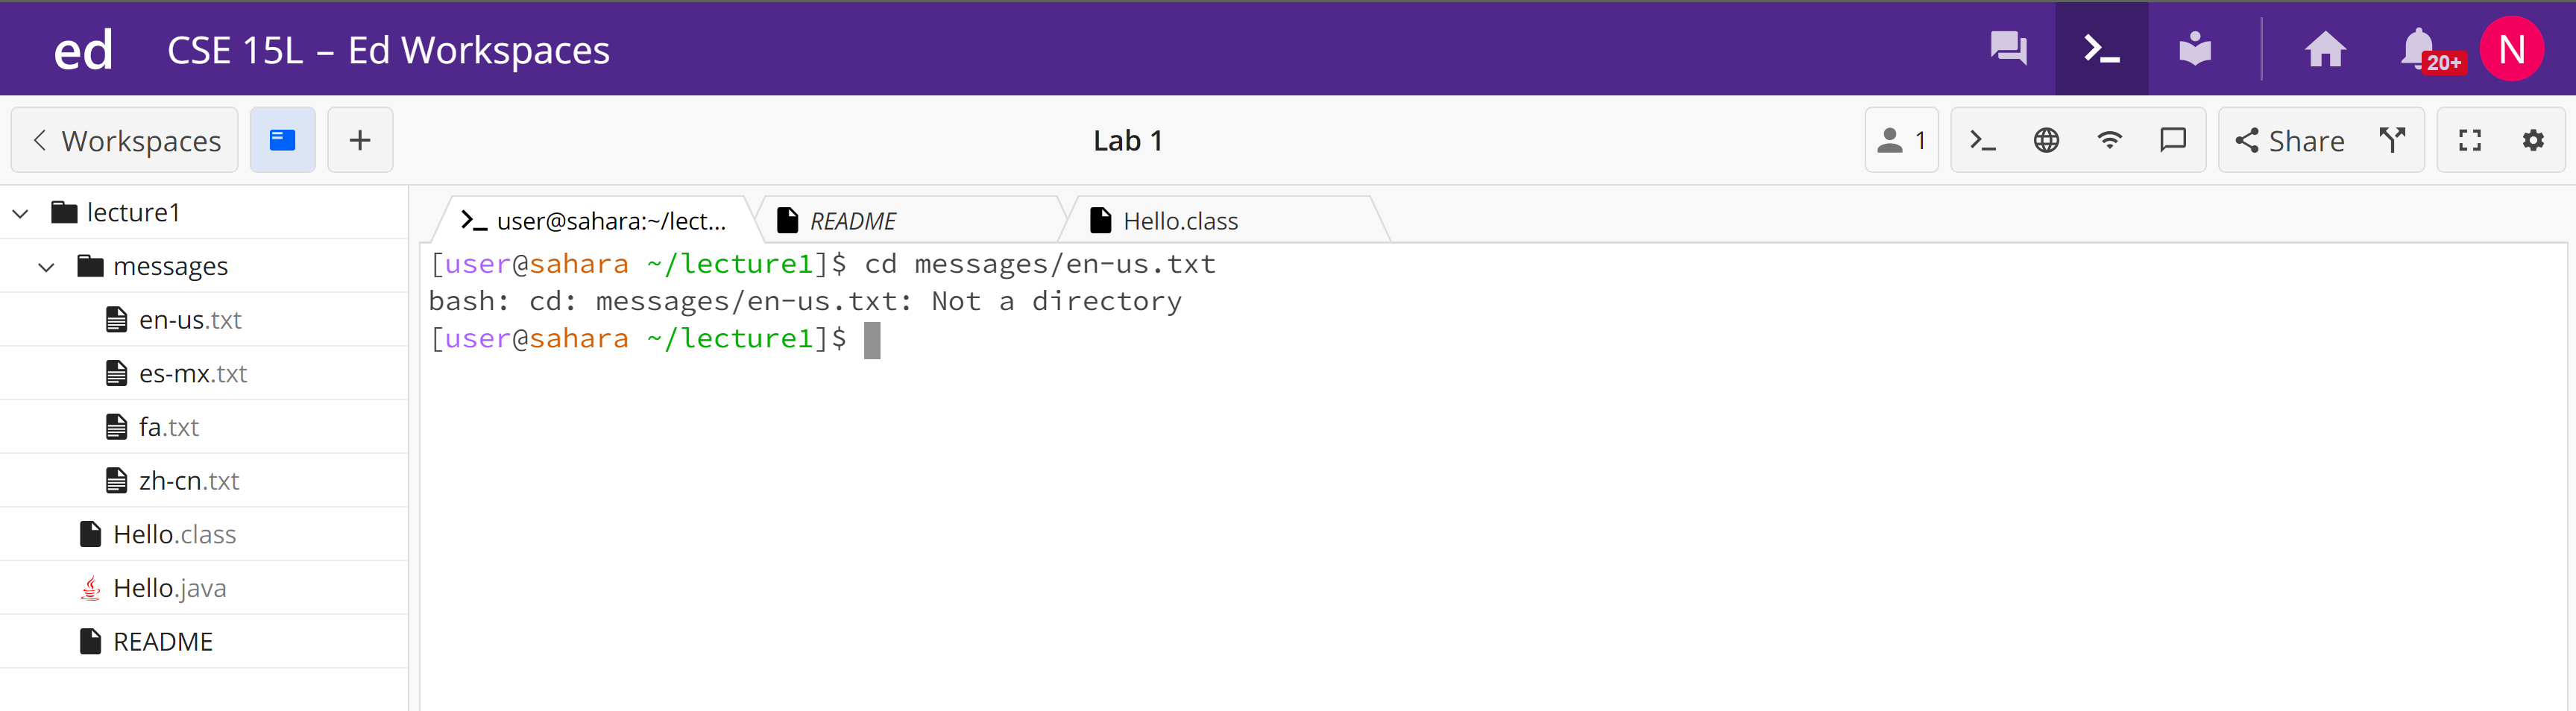 ed CSE 15L – Ed Workspaces 20+ N
Workspaces Lab 1 1 Share
lecture1
messages
en-us.txt
es-mx.txt
fa.txt
zh-cn.txt
Hello.class
Hello.java
README
user@sahara:~/lect... README Hello.class
[user@sahara ~/lecture1]$ cd messages/en-us.txt
bash: cd: messages/en-us.txt: Not a directory
[user@sahara ~/lecture1]$